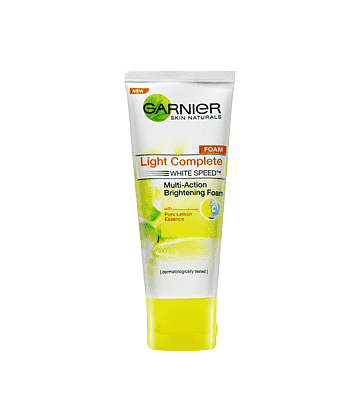 NEW
GARNIER
SKIN NATURALS
FOAM
Light Complete
WHITE SPEED™
Multi-Action
Brightening Foam
with
Pure Lemon
Essence
[ dermatologically tested ]